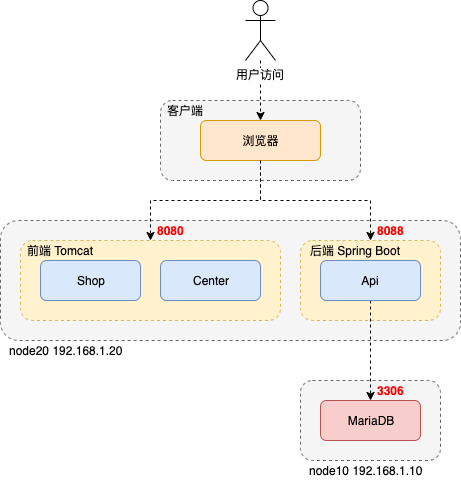 用户访问
客户端
浏览器
8080
8088
前端 Tomcat
后端 Spring Boot
Shop
Center
Api
node20 192.168.1.20
3306
MariaDB
node10 192.168.1.10